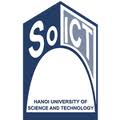 SoICT
HANOI UNIVERSITY OF
SCIENCE AND TECHNOLOGY